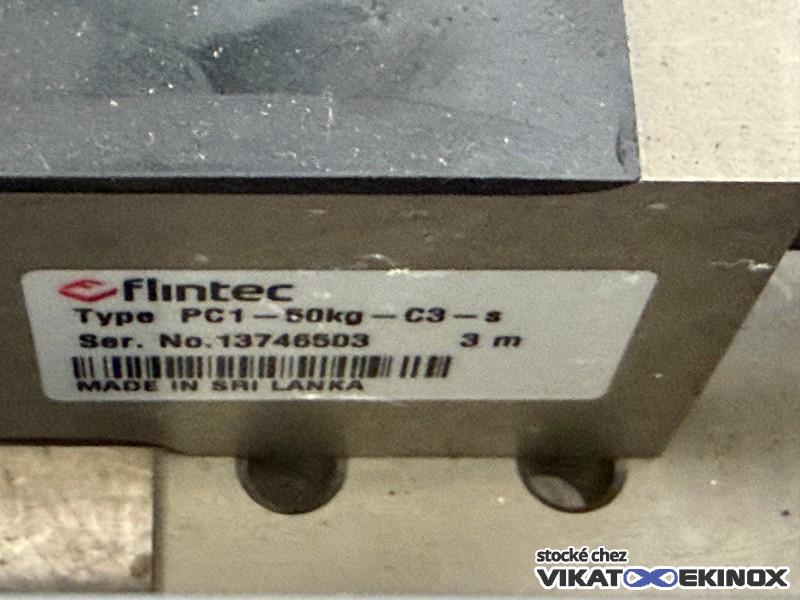 flintec
Type PC1-50kg-C3-s
Ser. No.13746503 3 m
MADE IN SRI LANKA
stocké chez
VIKAT EKINOX